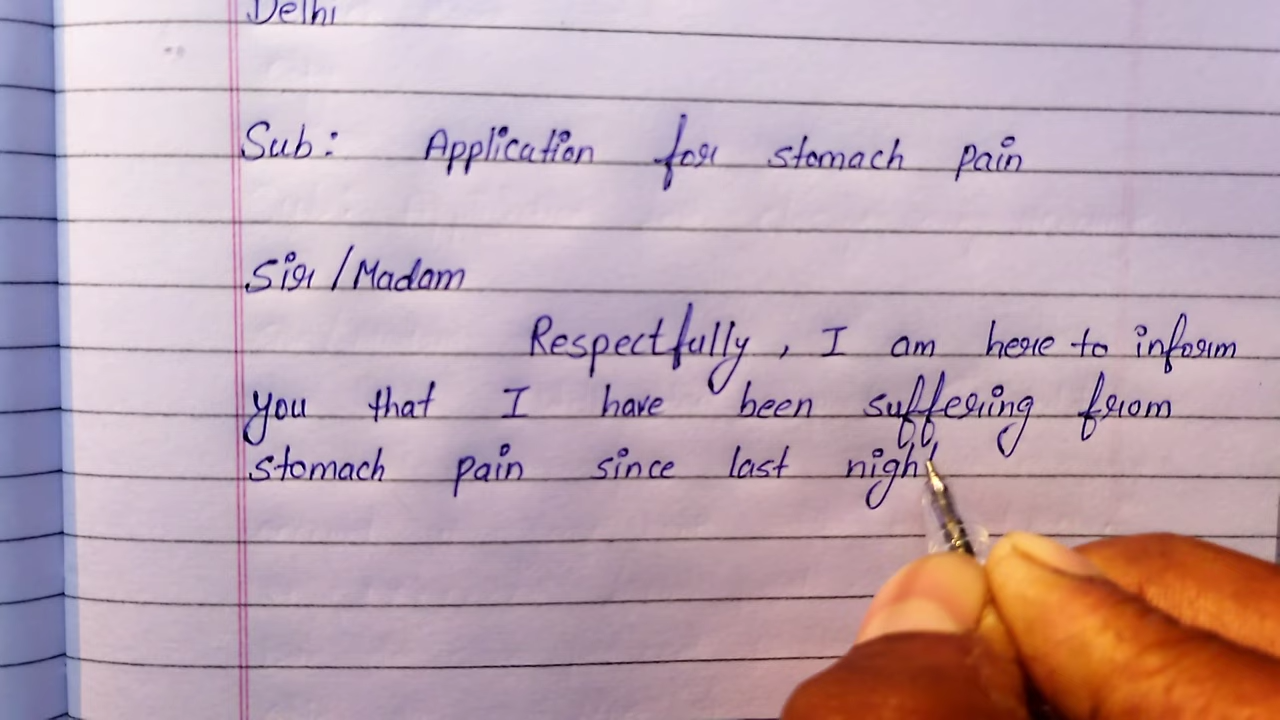 Delhi
Sub: Application for stomach pain
Sir/Madam
Respectfully, I am here to inform
you that I have been suffering from
stomach pain since last night